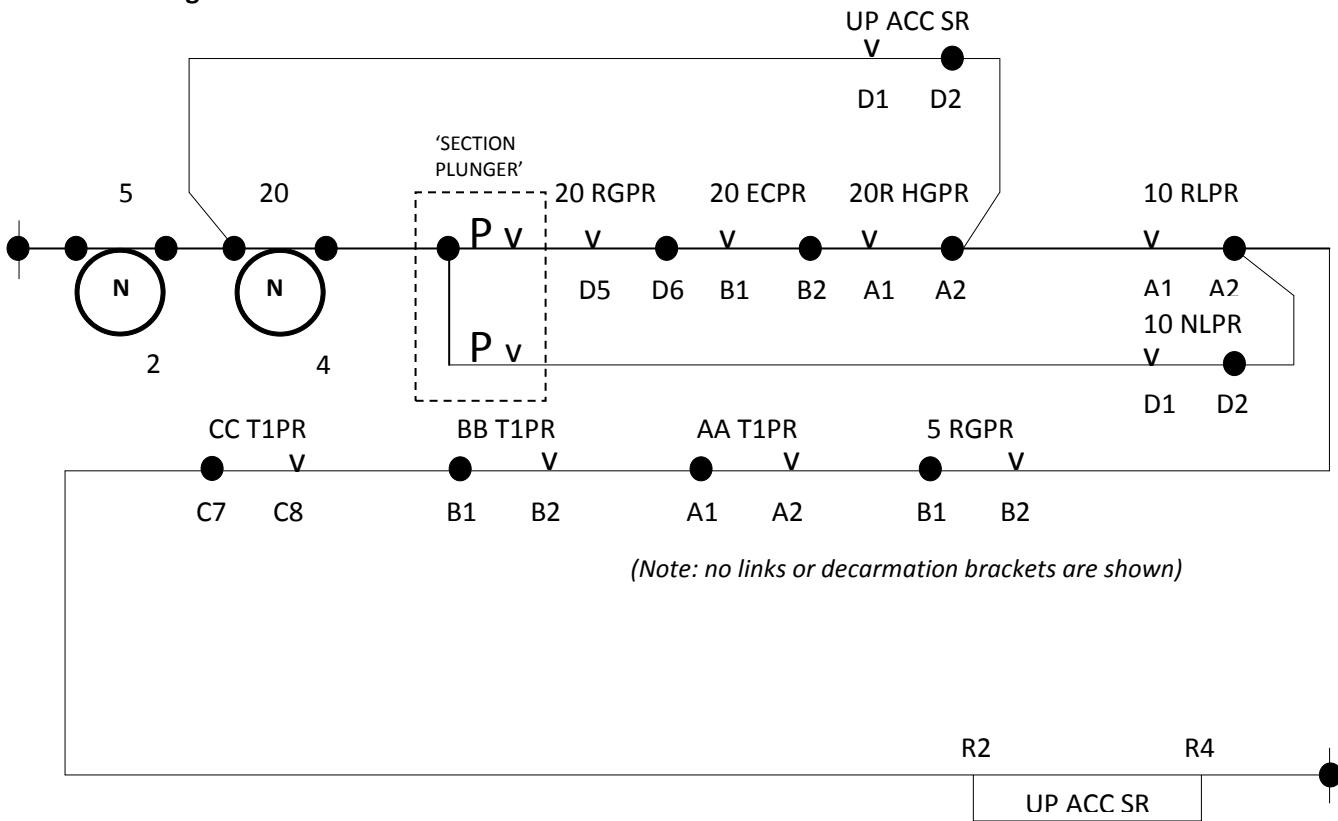 UP ACC SR
V
D1 D2
'SECTION
PLUNGER'
5 20 20 RGPR 20 ECPR 20R HGPR 10 RLPR
P V V V V V
N N D5 D6 B1 B2 A1 A2 A1 A2
10 NLPR
2 4 P V V
D1 D2
CC T1PR BB T1PR AA T1PR 5 RGPR
V V V V
C7 C8 B1 B2 A1 A2 B1 B2
(Note: no links or decarmation brackets are shown)
R2 R4
UP ACC SR